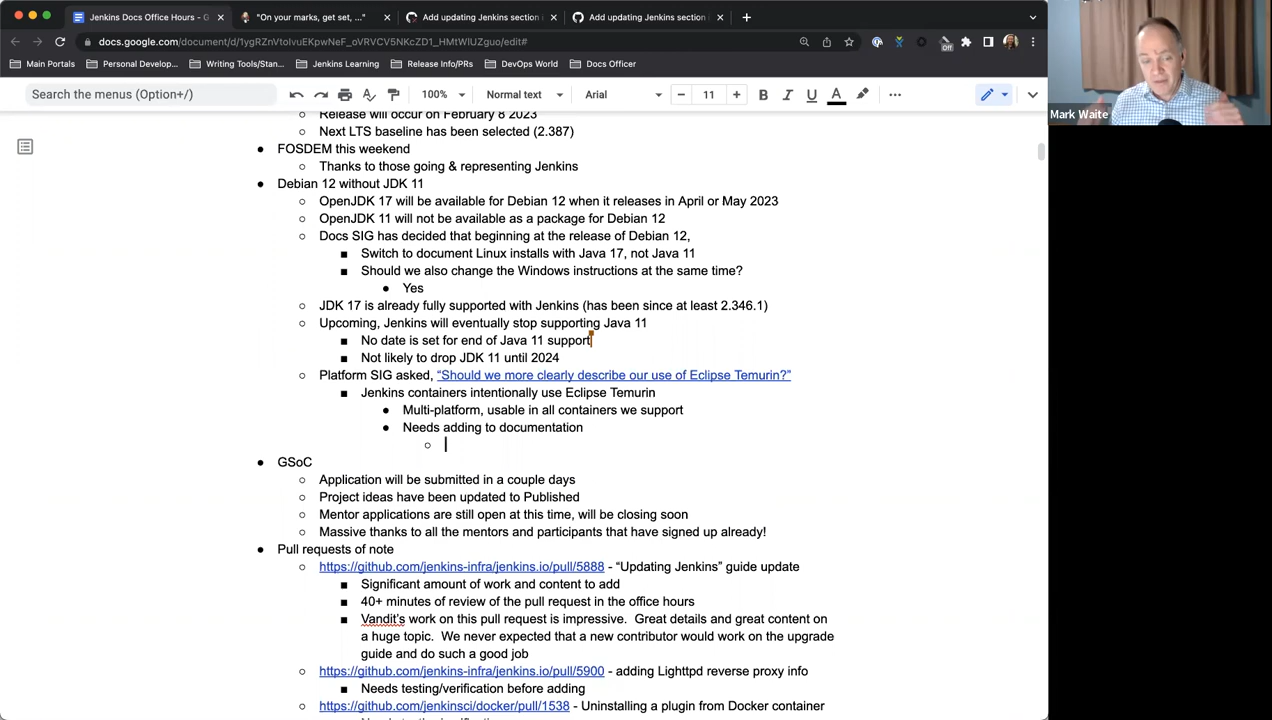 Jenkins Docs Office Hours - G
"On your marks, get set, ..."
Add updating Jenkins section i
Add updating Jenkins section i
docs.google.com/document/d/1ygRZnVtoIvuEKpwNeF_oVRVCV5NKcZD1_HMtWlUZguo/edit#
Off
Main Portals
Personal Develop...
Writing Tools/Stan...
Jenkins Learning
Release Info/PRs
DevOps World
Docs Officer
Search the menus (Option+/)
100%
Normal text
Arial
11
B I U A
Mark Waite
Release will occur on February 8 2023
Next LTS baseline has been selected (2.387)
FOSDEM this weekend
Thanks to those going & representing Jenkins
Debian 12 without JDK 11
OpenJDK 17 will be available for Debian 12 when it releases in April or May 2023
OpenJDK 11 will not be available as a package for Debian 12
Docs SIG has decided that beginning at the release of Debian 12,
Switch to document Linux installs with Java 17, not Java 11
Should we also change the Windows instructions at the same time?
Yes
JDK 17 is already fully supported with Jenkins (has been since at least 2.346.1)
Upcoming, Jenkins will eventually stop supporting Java 11
No date is set for end of Java 11 support
Not likely to drop JDK 11 until 2024
Platform SIG asked, “Should we more clearly describe our use of Eclipse Temurin?”
Jenkins containers intentionally use Eclipse Temurin
Multi-platform, usable in all containers we support
Needs adding to documentation
GSoC
Application will be submitted in a couple days
Project ideas have been updated to Published
Mentor applications are still open at this time, will be closing soon
Massive thanks to all the mentors and participants that have signed up already!
Pull requests of note
https://github.com/jenkins-infra/jenkins.io/pull/5888 - “Updating Jenkins” guide update
Significant amount of work and content to add
40+ minutes of review of the pull request in the office hours
Vandit's work on this pull request is impressive. Great details and great content on
a huge topic. We never expected that a new contributor would work on the upgrade
guide and do such a good job
https://github.com/jenkins-infra/jenkins.io/pull/5900 - adding Lighttpd reverse proxy info
Needs testing/verification before adding
https://github.com/jenkinsci/docker/pull/1538 - Uninstalling a plugin from Docker container